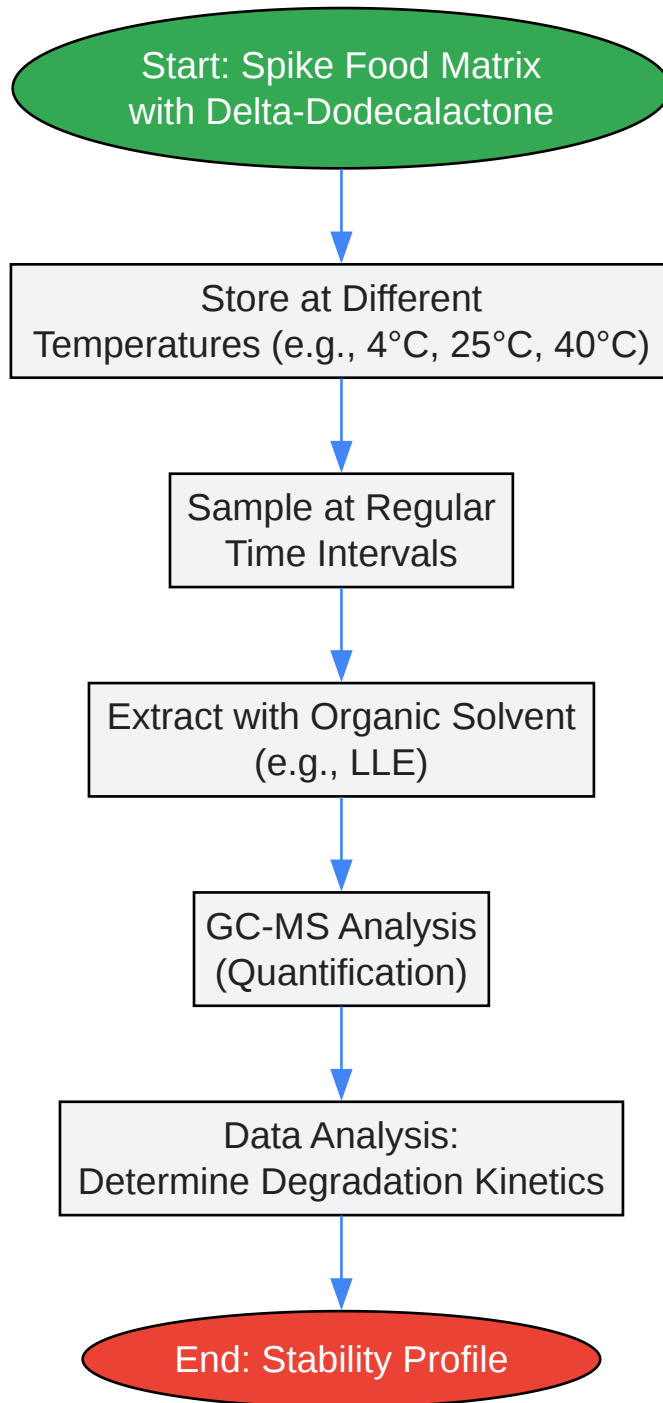 Start: Spike Food Matrix
with Delta-Dodecalactone
Store at Different
Temperatures (e.g., 4°C, 25°C, 40°C)
Sample at Regular
Time Intervals
Extract with Organic Solvent
(e.g., LLE)
GC-MS Analysis
(Quantification)
Data Analysis:
Determine Degradation Kinetics
End: Stability Profile